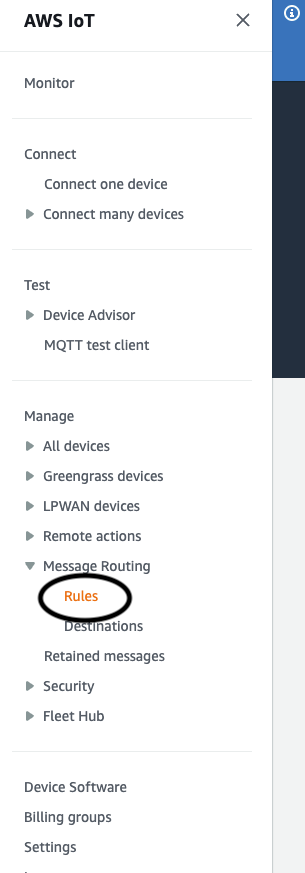 AWS IoT
Monitor
Connect
Connect one device
Connect many devices
Test
Device Advisor
MQTT test client
Manage
All devices
Greengrass devices
LPWAN devices
Remote actions
Message Routing
Rules
Destinations
Retained messages
Security
Fleet Hub
Device Software
Billing groups
Settings